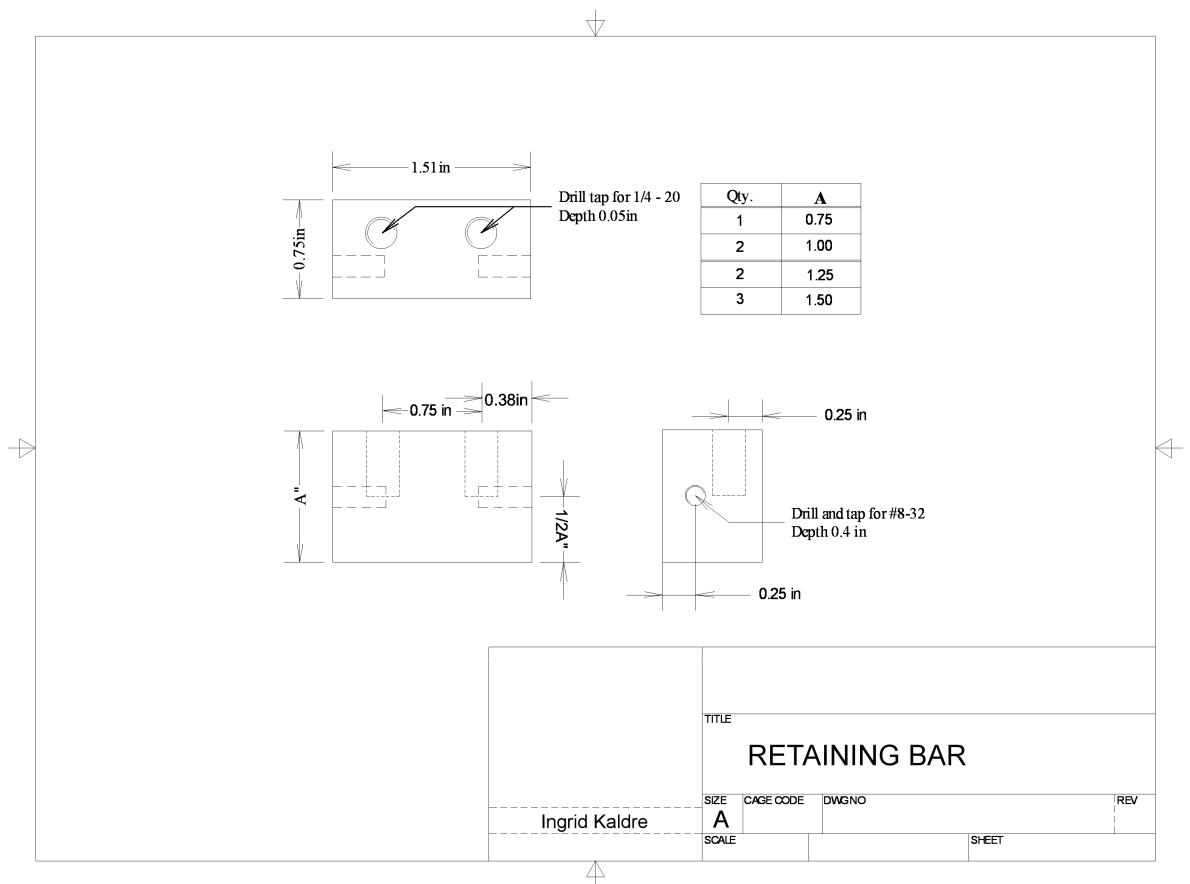 1.51in
Drill tap for 1/4 - 20
Depth 0.05in
0.75in
Qty. A
1 0.75
2 1.00
2 1.25
3 1.50
0.75 in
0.38in
0.25 in
A"
1/2A"
Drill and tap for #8-32
Depth 0.4 in
0.25 in
TITLE
RETAINING BAR
SIZE CAGE CODE DWG NO REV
A
Ingrid Kaldre
SCALE SHEET